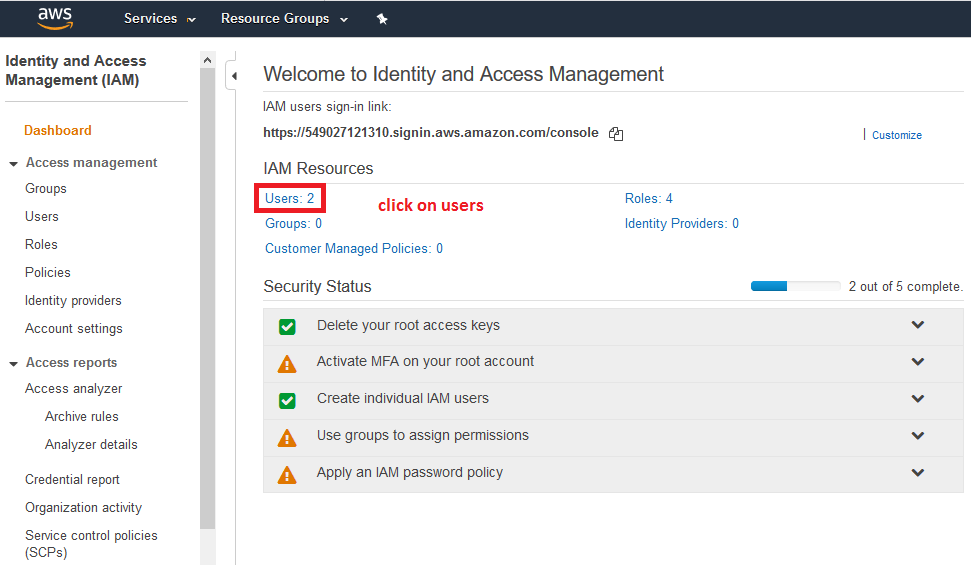 aws
Services
Resource Groups
Identity and Access
Management (IAM)
Dashboard
Access management
Groups
Users
Roles
Policies
Identity providers
Account settings
Access reports
Access analyzer
Archive rules
Analyzer details
Credential report
Organization activity
Service control policies
(SCPs)
Welcome to Identity and Access Management
IAM users sign-in link:
https://549027121310.signin.aws.amazon.com/console
Customize
IAM Resources
Users: 2
click on users
Roles: 4
Groups: 0
Identity Providers: 0
Customer Managed Policies: 0
Security Status
2 out of 5 complete.
Delete your root access keys
Activate MFA on your root account
Create individual IAM users
Use groups to assign permissions
Apply an IAM password policy